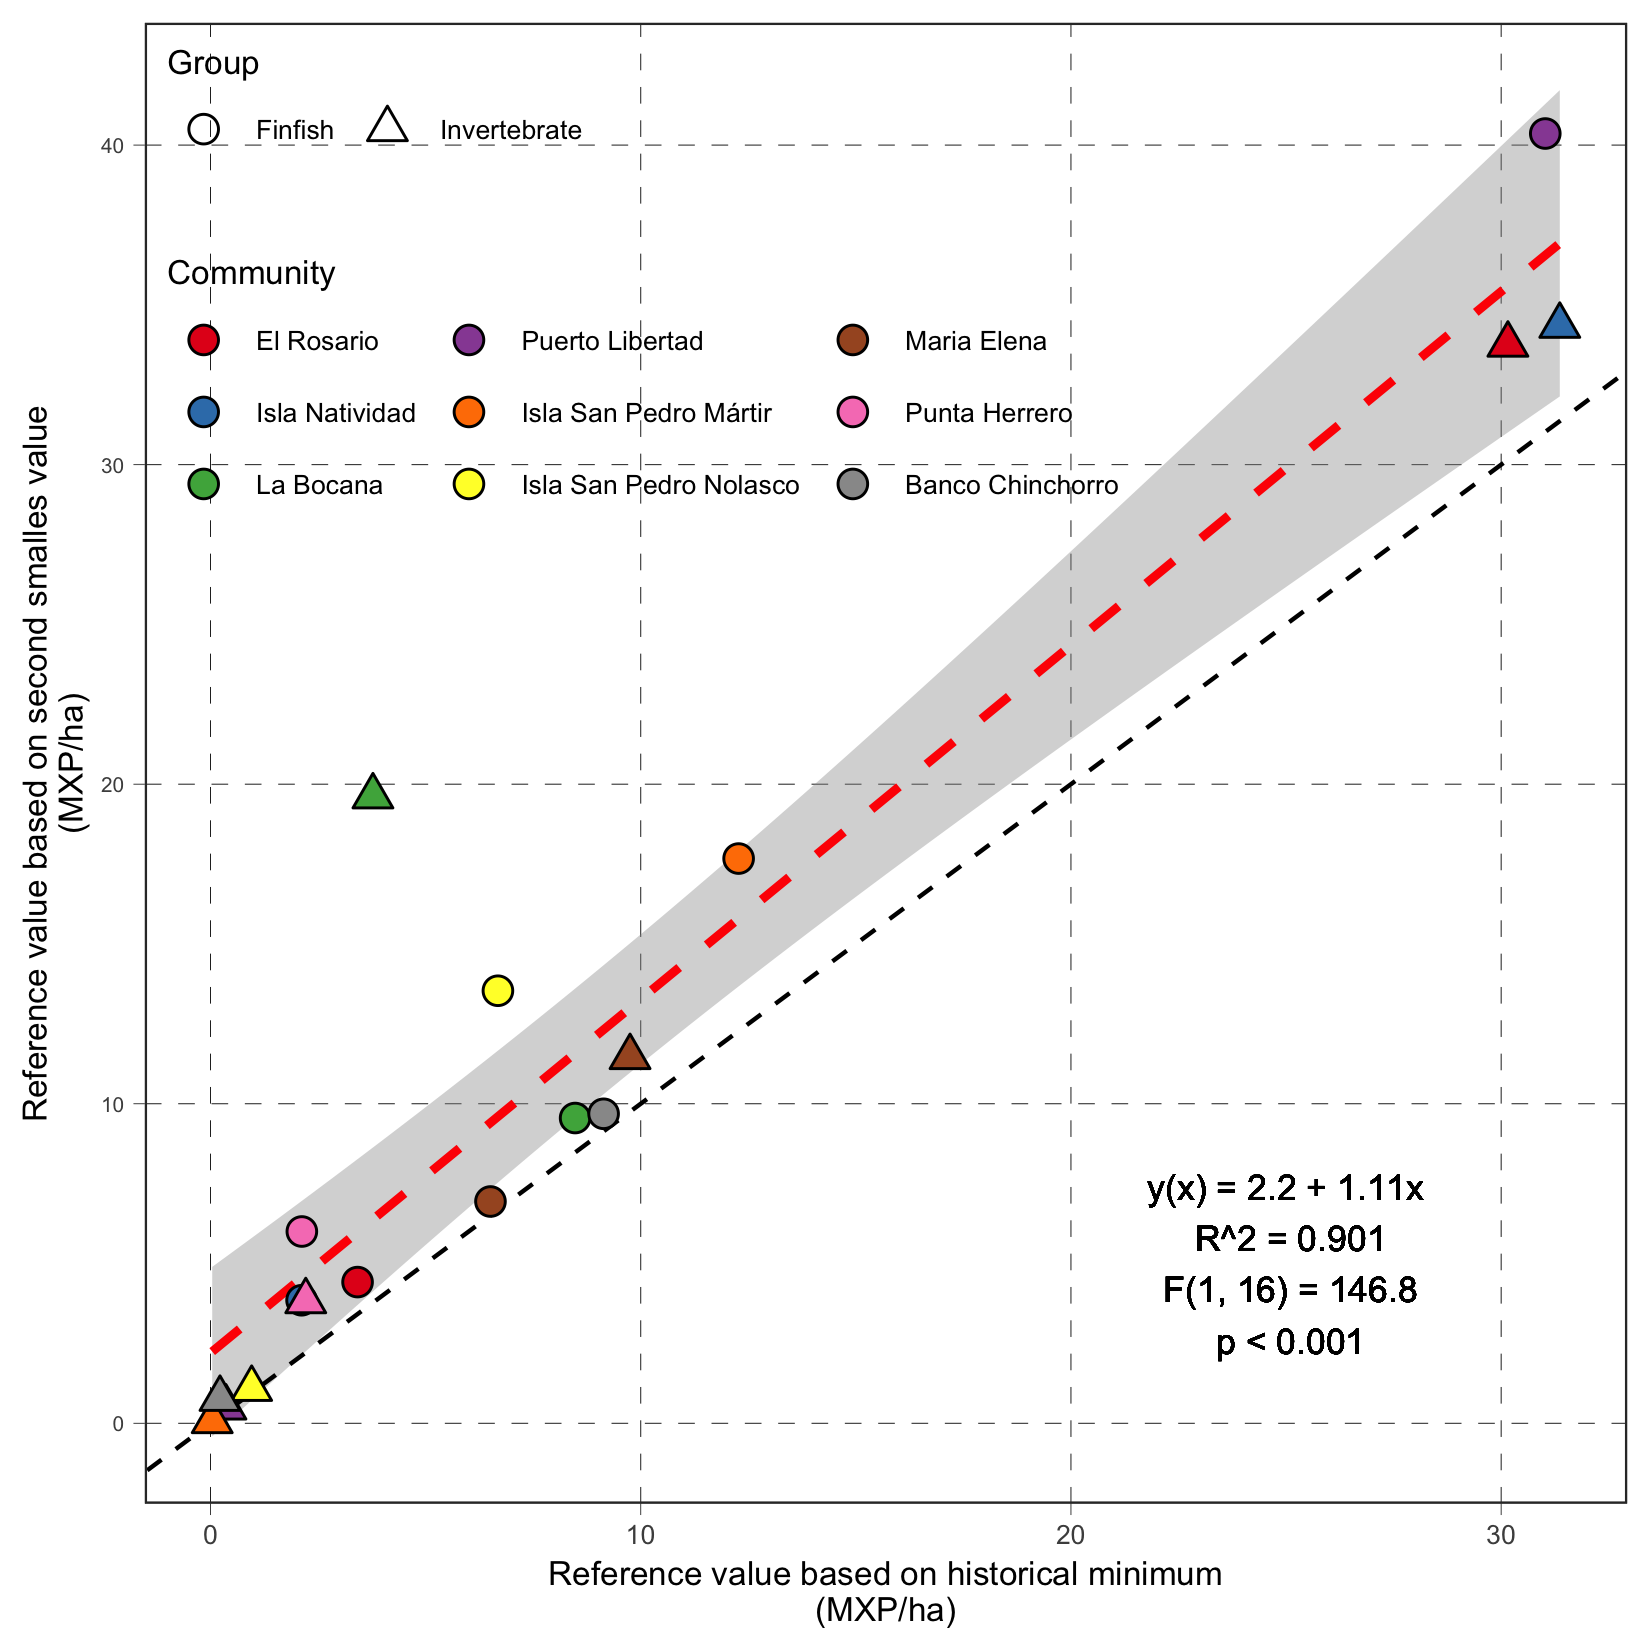 Group
Finfish Invertebrate
Community
El Rosario Puerto Libertad Maria Elena
Isla Natividad Isla San Pedro Mártir Punta Herrero
La Bocana Isla San Pedro Nolasco Banco Chinchorro
40
30
20
10
0
Reference value based on second smalles value
(MXP/ha)
y(x) = 2.2 + 1.11x
R^2 = 0.901
F(1, 16) = 146.8
p < 0.001
0 10 20 30
Reference value based on historical minimum
(MXP/ha)